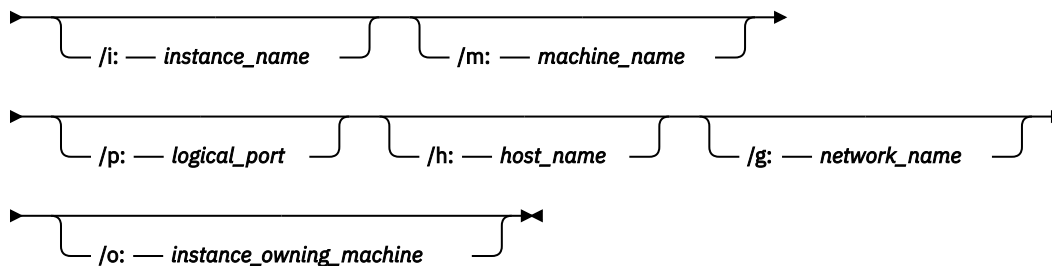 /i: instance_name /m: machine_name
/p: logical_port /h: host_name /g: network_name
/o: instance_owning_machine